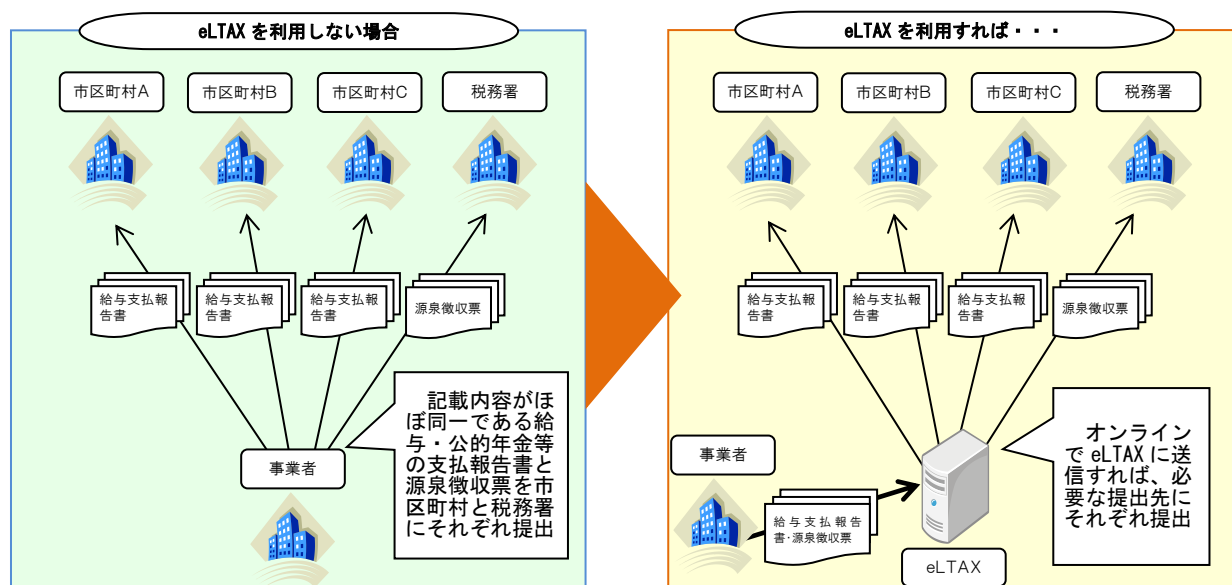 eLTAX を利用しない場合
市区町村A
市区町村B
市区町村C
税務署
給与支払報
告書
給与支払報
告書
給与支払報
告書
源泉徴収票
記載内容がほ
ぼ同一である給
与・公的年金等
の支払報告書と
源泉徴収票を市
区町村と税務署
にそれぞれ提出
事業者
eLTAX を利用すれば・・・
市区町村A
市区町村B
市区町村C
税務署
給与支払報
告書
給与支払報
告書
給与支払報
告書
源泉徴収票
オンライン
で eLTAX に送
信すれば、必
要な提出先に
それぞれ提出
事業者
給与支払報告
書・源泉徴収票
eLTAX